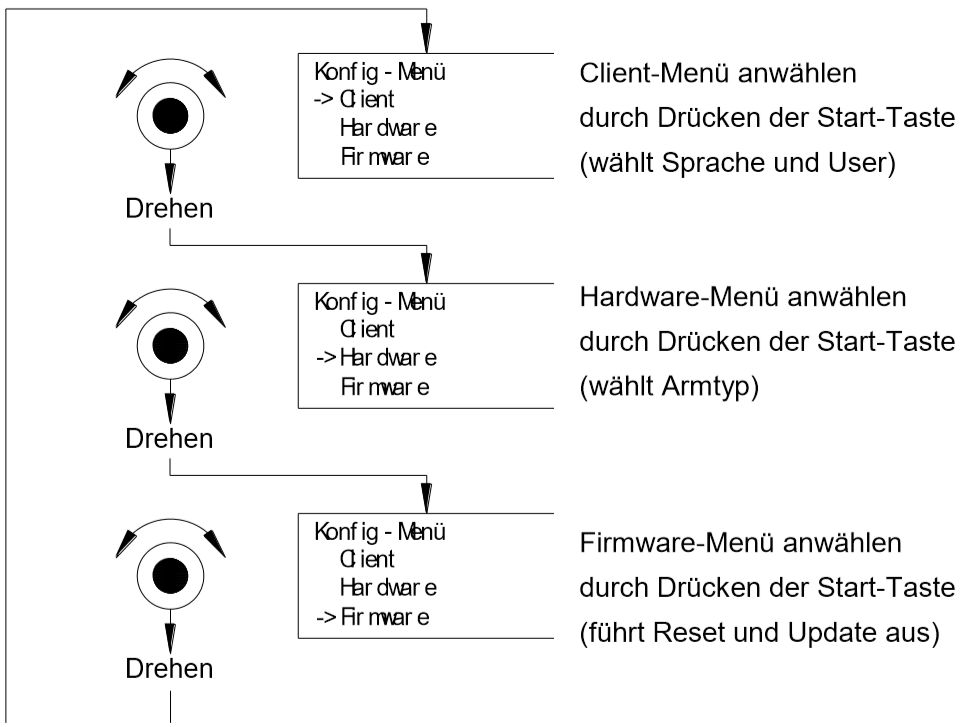 Konfig - Menü
-> Client
Hardware
Firmware
Client-Menü anwählen
durch Drücken der Start-Taste
(wählt Sprache und User)
Drehen
Konfig - Menü
Client
-> Hardware
Firmware
Hardware-Menü anwählen
durch Drücken der Start-Taste
(wählt Armtyp)
Drehen
Konfig - Menü
Client
Hardware
-> Firmware
Firmware-Menü anwählen
durch Drücken der Start-Taste
(führt Reset und Update aus)
Drehen